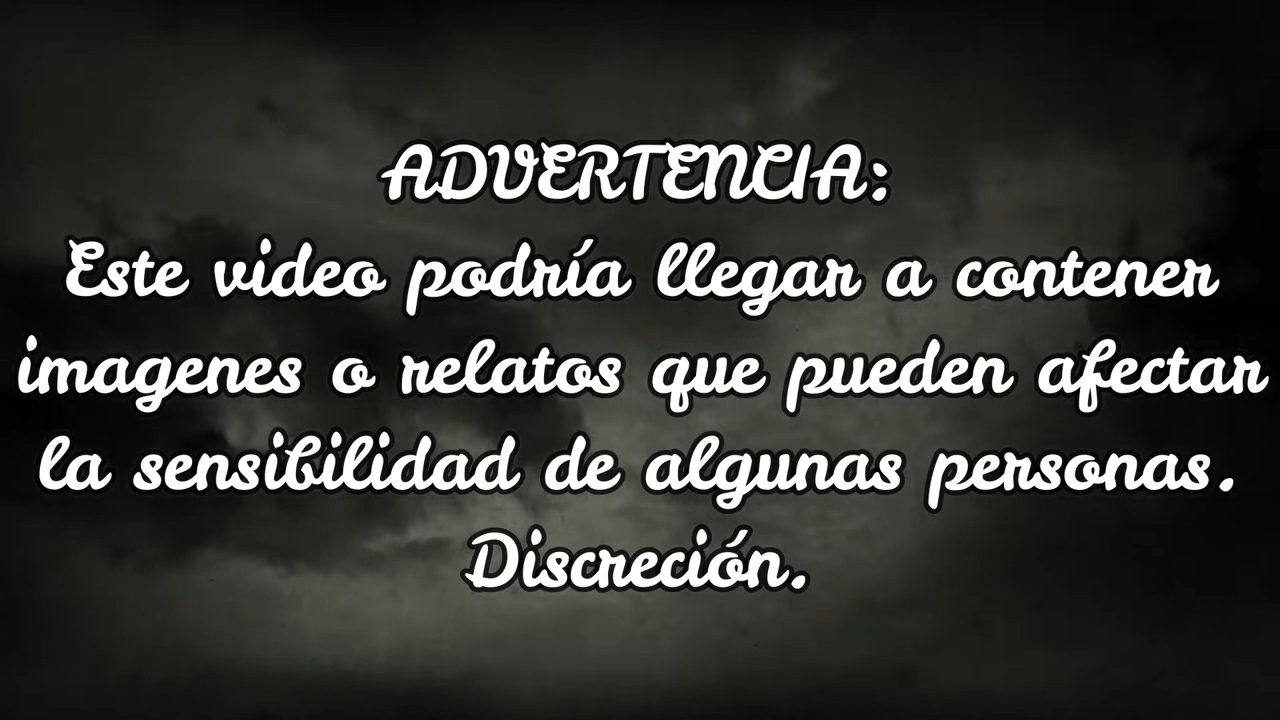 ADVERTENCIA:
Este video podría llegar a contener
imagenes o relatos que pueden afectar
la sensibilidad de algunas personas.
Discreción.